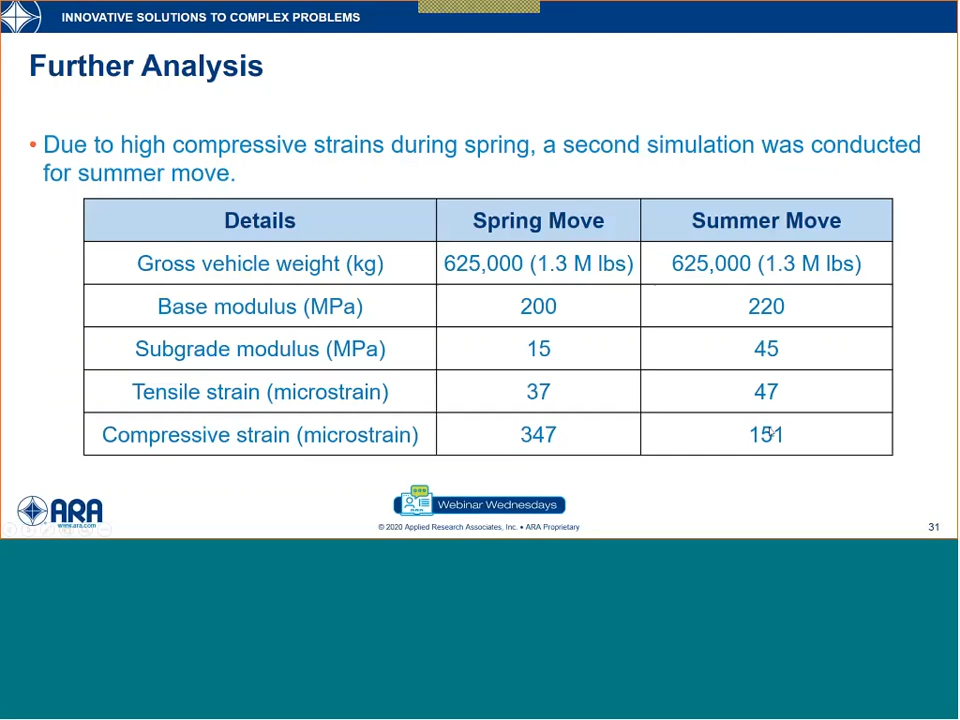 INNOVATIVE SOLUTIONS TO COMPLEX PROBLEMS
Further Analysis
• Due to high compressive strains during spring, a second simulation was conducted
for summer move.
Details Spring Move Summer Move
Gross vehicle weight (kg) 625,000 (1.3 M lbs) 625,000 (1.3 M lbs)
Base modulus (MPa) 200 220
Subgrade modulus (MPa) 15 45
Tensile strain (microstrain) 37 47
Compressive strain (microstrain) 347 151
ARA
www.ara.com
Webinar Wednesdays
© 2020 Applied Research Associates, Inc. • ARA Proprietary
31